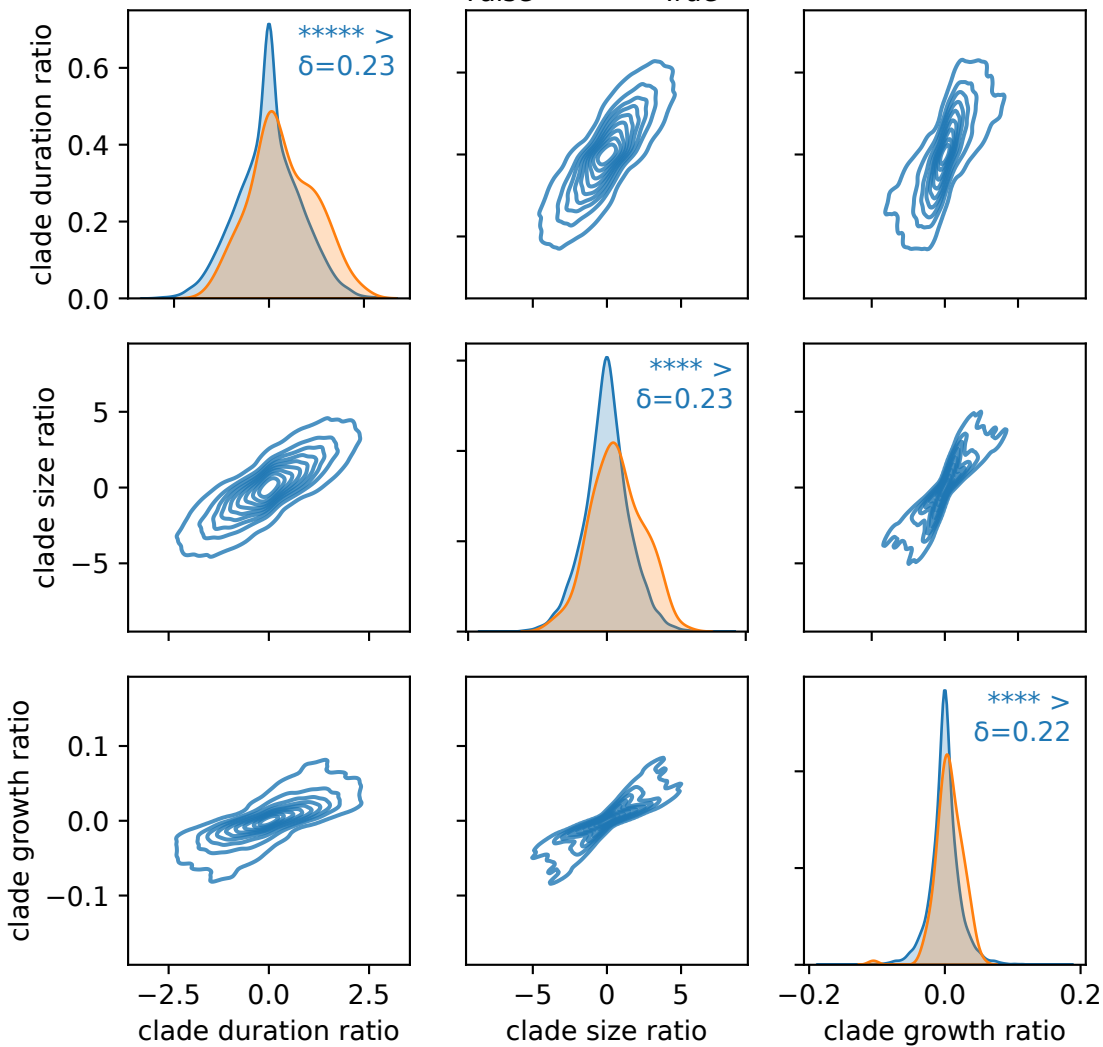 ***** >
δ=0.23
clade duration ratio
0.6
0.4
0.2
0.0
**** >
δ=0.23
clade size ratio
5
0
−5
**** >
δ=0.22
clade growth ratio
0.1
0.0
−0.1
−2.5 0.0 2.5
−5 0 5
−0.2 0.0 0.2
clade duration ratio
clade size ratio
clade growth ratio